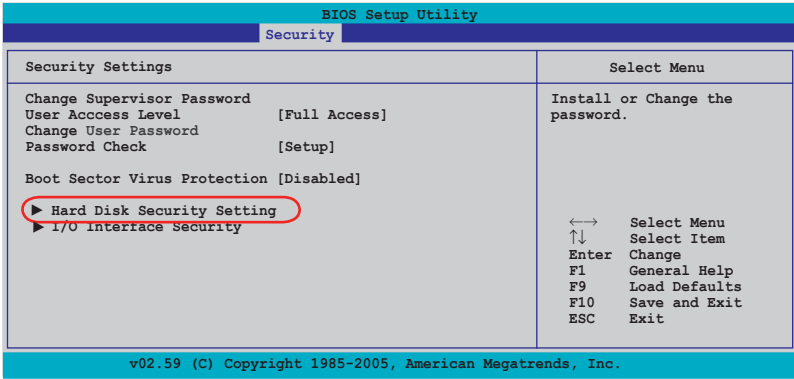 BIOS Setup Utility
Security
Security Settings
Change Supervisor Password
User Acccess Level [Full Access]
Change User Password
Password Check [Setup]
Boot Sector Virus Protection [Disabled]
▶ Hard Disk Security Setting
▶ I/O Interface Security
Select Menu
Install or Change the
password.
←→ Select Menu
↑↓ Select Item
Enter Change
F1 General Help
F9 Load Defaults
F10 Save and Exit
ESC Exit
v02.59 (C) Copyright 1985-2005, American Megatrends, Inc.